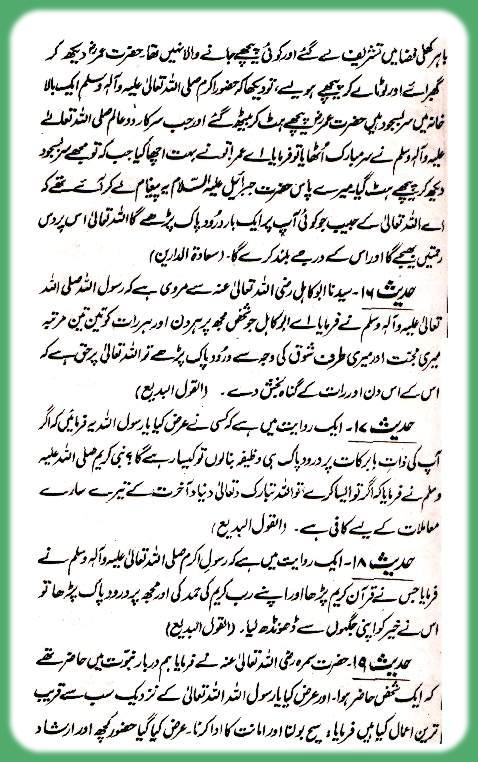 باہر کھلی فضا میں تشریف لے گئے اور کوئی پیچھے جانے والا نہیں تھا۔ حضرت عمرؓ دیکھ کر
گھبرائے اور لوٹا لے کر پیچھے ہو لیے، تو دیکھا کہ حضور اکرم صلی اللہ تعالیٰ علیہ وآلہٖ وسلم ایک بالا
خانہ میں سر بسجود ہیں حضرت عمرؓ پیچھے ہٹ کر بیٹھ گئے اور جب سرکار دو عالم صلی اللہ تعالےٰ
علیہ وآلہٖ وسلم نے سر مبارک اُٹھایا تو فرمایا اے عمر! تو نے بہت اچھا کیا جب کہ تو مجھے سر بسجود
دیکھ کر پیچھے ہٹ گیا، میرے پاس حضرت جبرائیل علیہ السّلام یہ پیغام لے کر آئے تھے کہ
اے اللہ تعالیٰ کے حبیب جو کوئی آپ پر ایک بار درُود پاک پڑھے گا اللہ تعالیٰ اس پر دس
رحمتیں بھیجے گا اور اس کے درجے بلند کرے گا۔ (سعادۃ الدارین)
حدیث ۱۶۔ سیدنا ابو کاہل رضی اللہ تعالیٰ عنہ سے مروی ہے کہ رسول اللہ صلی اللہ
تعالیٰ علیہ وآلہٖ وسلم نے فرمایا اے ابو کاہل جو شخص مجھ پر ہر دن اور ہر رات کو تین تین مرتبہ
میری محبت اور میری طرف شوق کی وجہ سے درُود پاک پڑھے تو اللہ تعالیٰ پر حق ہے کہ
اس کے اس دن اور رات کے گناہ بخش دے۔ (القول البدیع)
حدیث ۱۷۔ ایک روایت میں ہے کہ کسی نے عرض کیا یا رسول اللہ یہ فرمائیں کہ اگر
آپ کی ذاتِ بابرکات پر درود پاک ہی وظیفہ بنا لوں تو کیسا رہے گا؟ نبی کریم صلی اللہ علیہ
وسلم نے فرمایا کہ اگر تو ایسا کرے تو اللہ تبارک و تعالیٰ دنیا و آخرت کے تیرے سارے
معاملات کے لیے کافی ہے۔ (القول البدیع)
حدیث ۱۸۔ ایک روایت میں ہے کہ رسولِ اکرم صلی اللہ تعالیٰ علیہ وآلہٖ وسلم نے
فرمایا جس نے قرآن کریم پڑھا اور اپنے رب کریم کی حمد کی اور مجھ پر درود پاک پڑھا تو
اس نے خیر کو اپنی جگہوں سے ڈھونڈھ لیا۔ (القول البدیع)
حدیث ۱۹۔ حضرت سمرہ رضی اللہ تعالیٰ عنہ نے فرمایا ہم دربار نبوّت میں حاضر تھے
کہ ایک شخص حاضر ہوا۔ اور عرض کیا یا رسول اللہ اللہ تعالیٰ کے نزدیک سب سے قریب
ترین اعمال کیا ہیں فرمایا، سچ بولنا اور امانت کا ادا کرنا۔ عرض کیا گیا حضور کچھ اور ارشاد